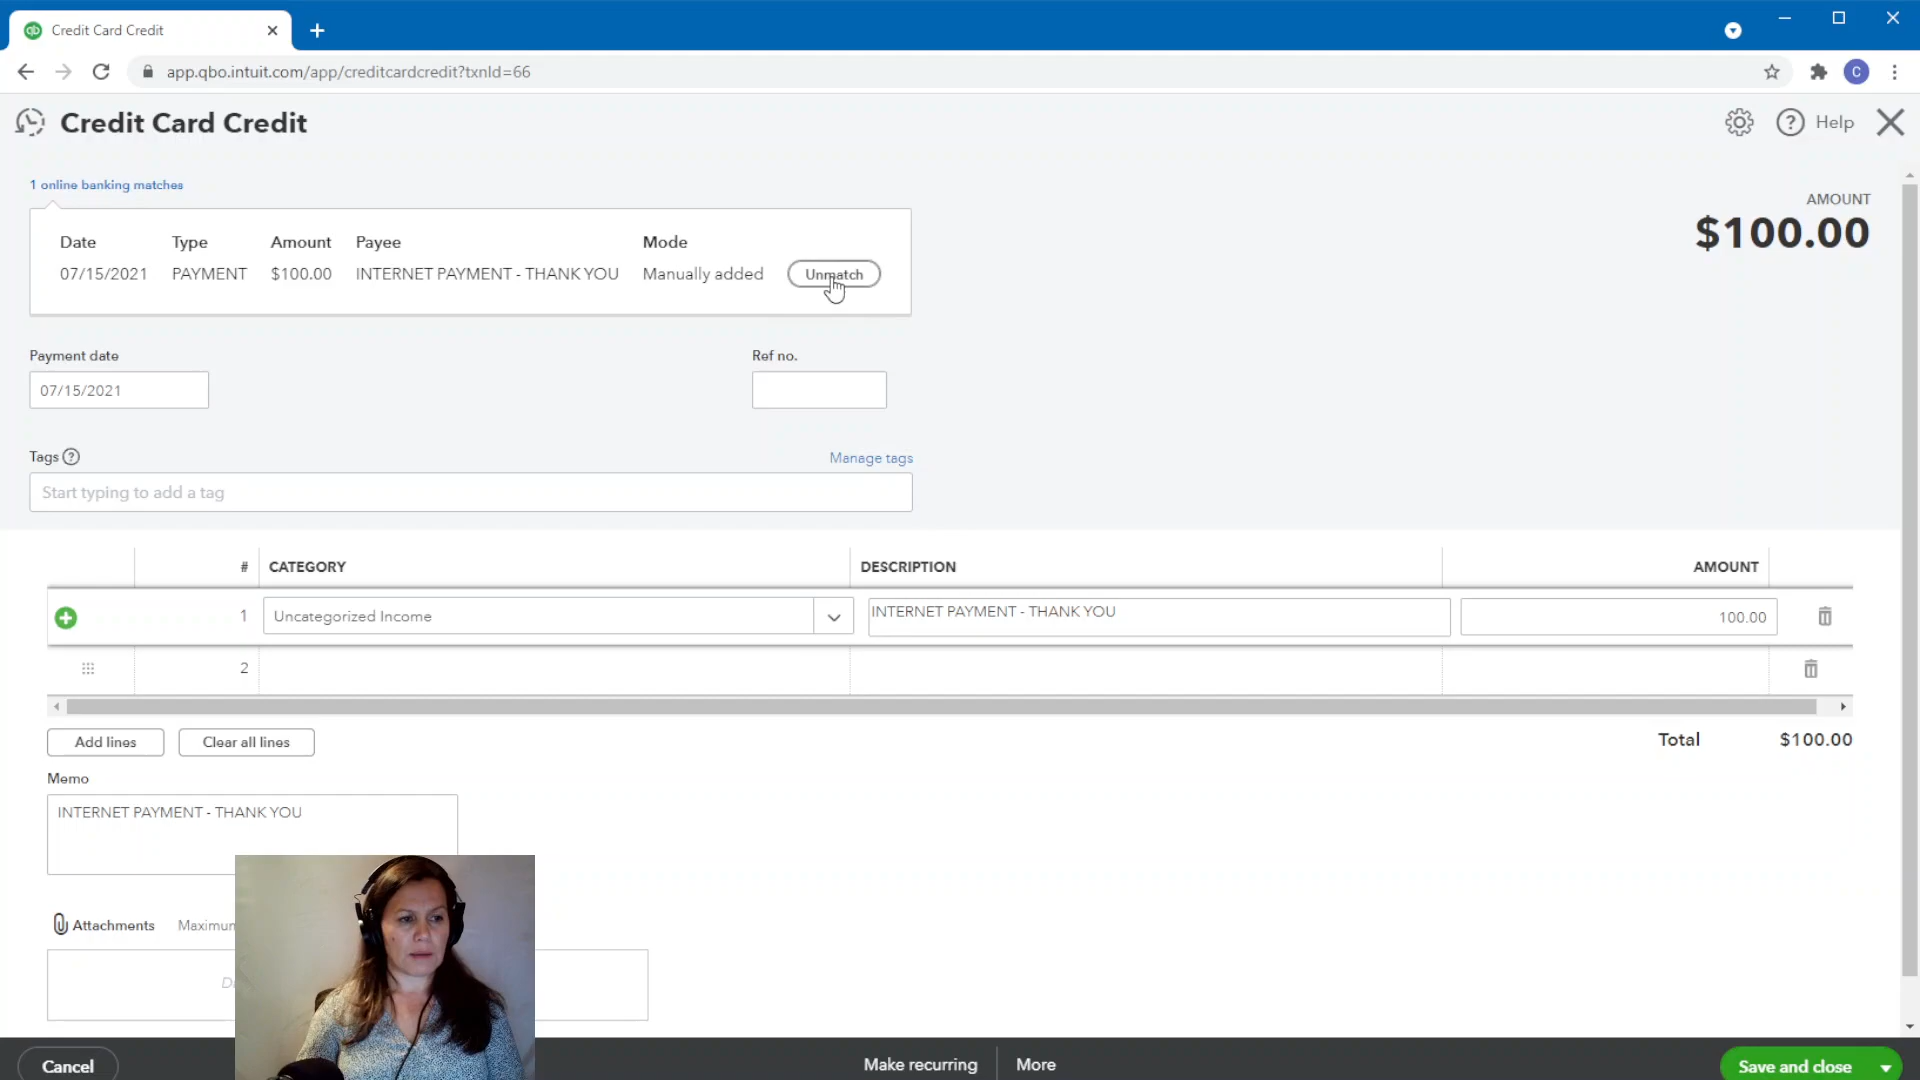 Credit Card Credit
app.qbo.intuit.com/app/creditcardcredit?txnId=66
C
Credit Card Credit
Help
1 online banking matches
AMOUNT
$100.00
Date Type Amount Payee Mode
07/15/2021 PAYMENT $100.00 INTERNET PAYMENT - THANK YOU Manually added Unmatch
Payment date Ref no.
07/15/2021
Tags ? Manage tags
Start typing to add a tag
# CATEGORY DESCRIPTION AMOUNT
1 Uncategorized Income INTERNET PAYMENT - THANK YOU 100.00
2
Add lines Clear all lines Total $100.00
Memo
INTERNET PAYMENT - THANK YOU
Attachments
Cancel Make recurring More Save and close